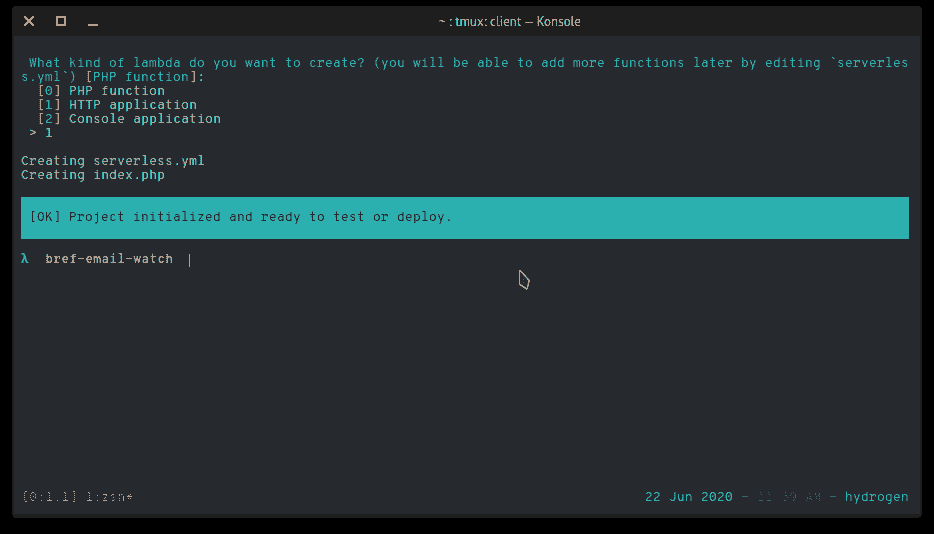 ~ : tmux: client — Konsole
What kind of lambda do you want to create? (you will be able to add more functions later by editing `serverles
s.yml`) [PHP function]:
[0] PHP function
[1] HTTP application
[2] Console application
> 1
Creating serverless.yml
Creating index.php
[OK] Project initialized and ready to test or deploy.
λ bref-email-watch
[0:1.1] 1:zsh*
22 Jun 2020 - - hydrogen